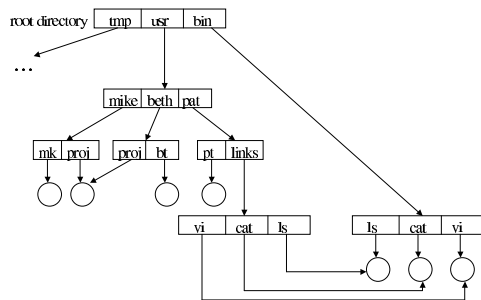 root directory tmp usr bin
...
mike beth pat
mk proj proj bt pt links
vi cat ls ls cat vi